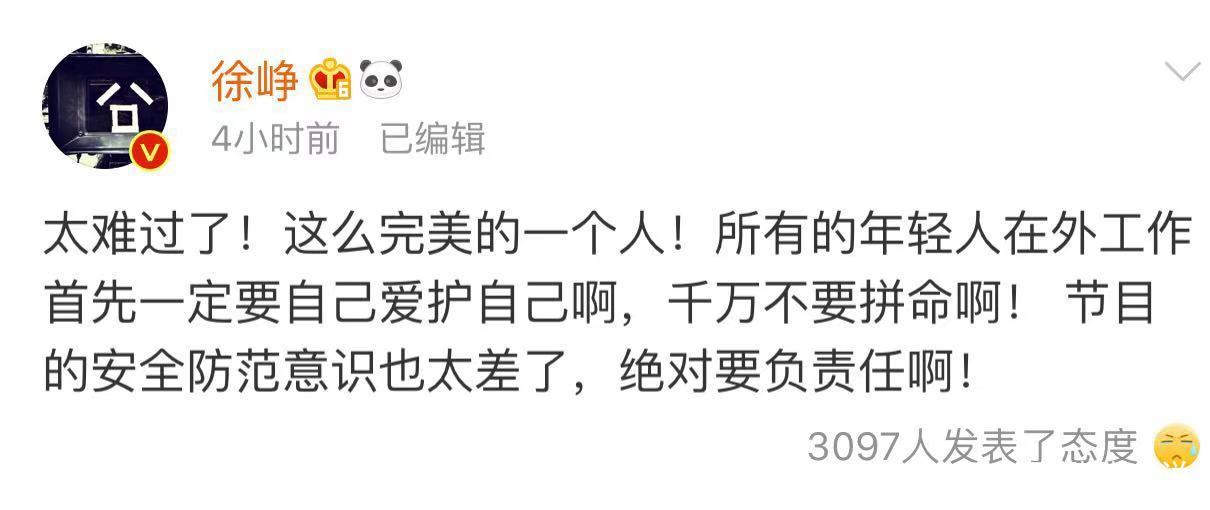 徐峥
4小时前 已编辑
太难过了！这么完美的一个人！所有的年轻人在外工作
首先一定要自己爱护自己啊，千万不要拼命啊！ 节目
的安全防范意识也太差了，绝对要负责任啊！
3097人发表了态度